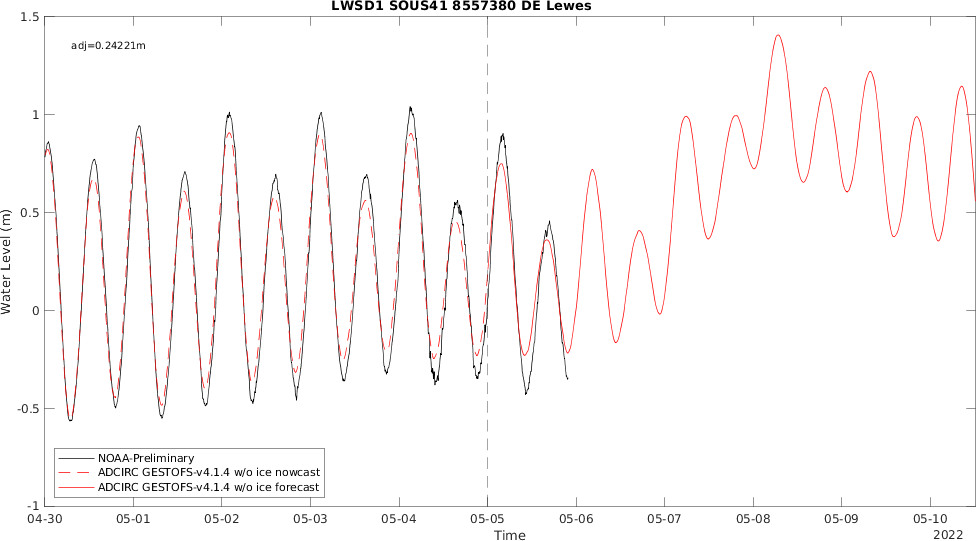 LWSD1 SOUS41 8557380 DE Lewes
adj=0.24221m
Water Level (m)
1.5
1
0.5
0
-0.5
-1
NOAA-Preliminary
ADCIRC GESTOFS-v4.1.4 w/o ice nowcast
ADCIRC GESTOFS-v4.1.4 w/o ice forecast
04-30 05-01 05-02 05-03 05-04 05-05 05-06 05-07 05-08 05-09 05-10
Time
2022